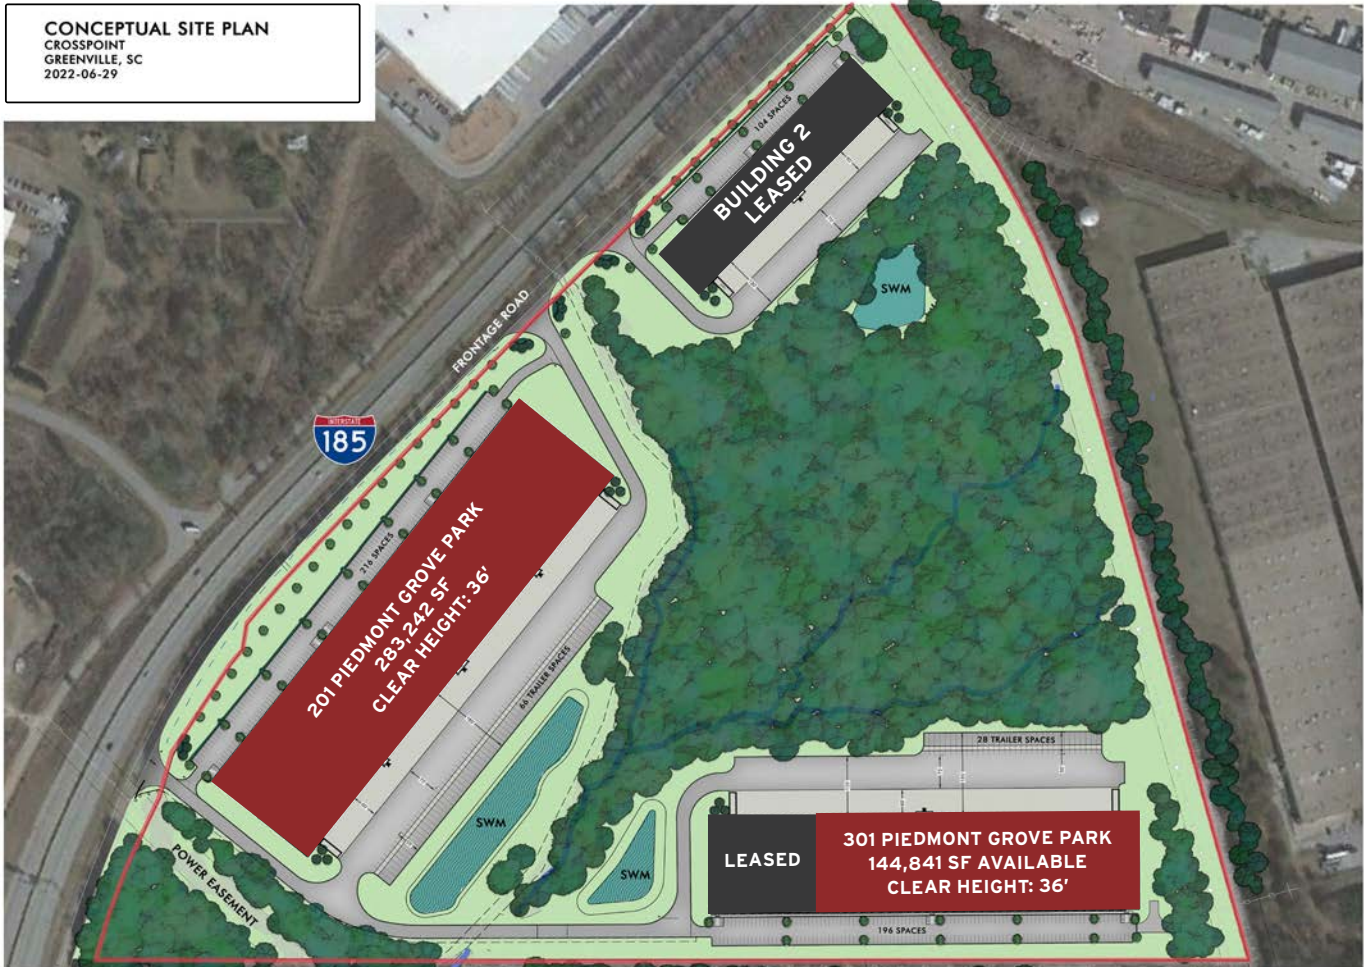 CONCEPTUAL SITE PLAN
CROSSPOINT
GREENVILLE, SC
2022-06-29
104 SPACES
BUILDING 2
LEASED
SWM
FRONTAGE ROAD
INTERSTATE
185
216 SPACES
201 PIEDMONT GROVE PARK
283,242 SF
CLEAR HEIGHT: 36'
66 TRAILER SPACES
28 TRAILER SPACES
SWM
SWM
POWER EASEMENT
LEASED
301 PIEDMONT GROVE PARK
144,841 SF AVAILABLE
CLEAR HEIGHT: 36'
196 SPACES